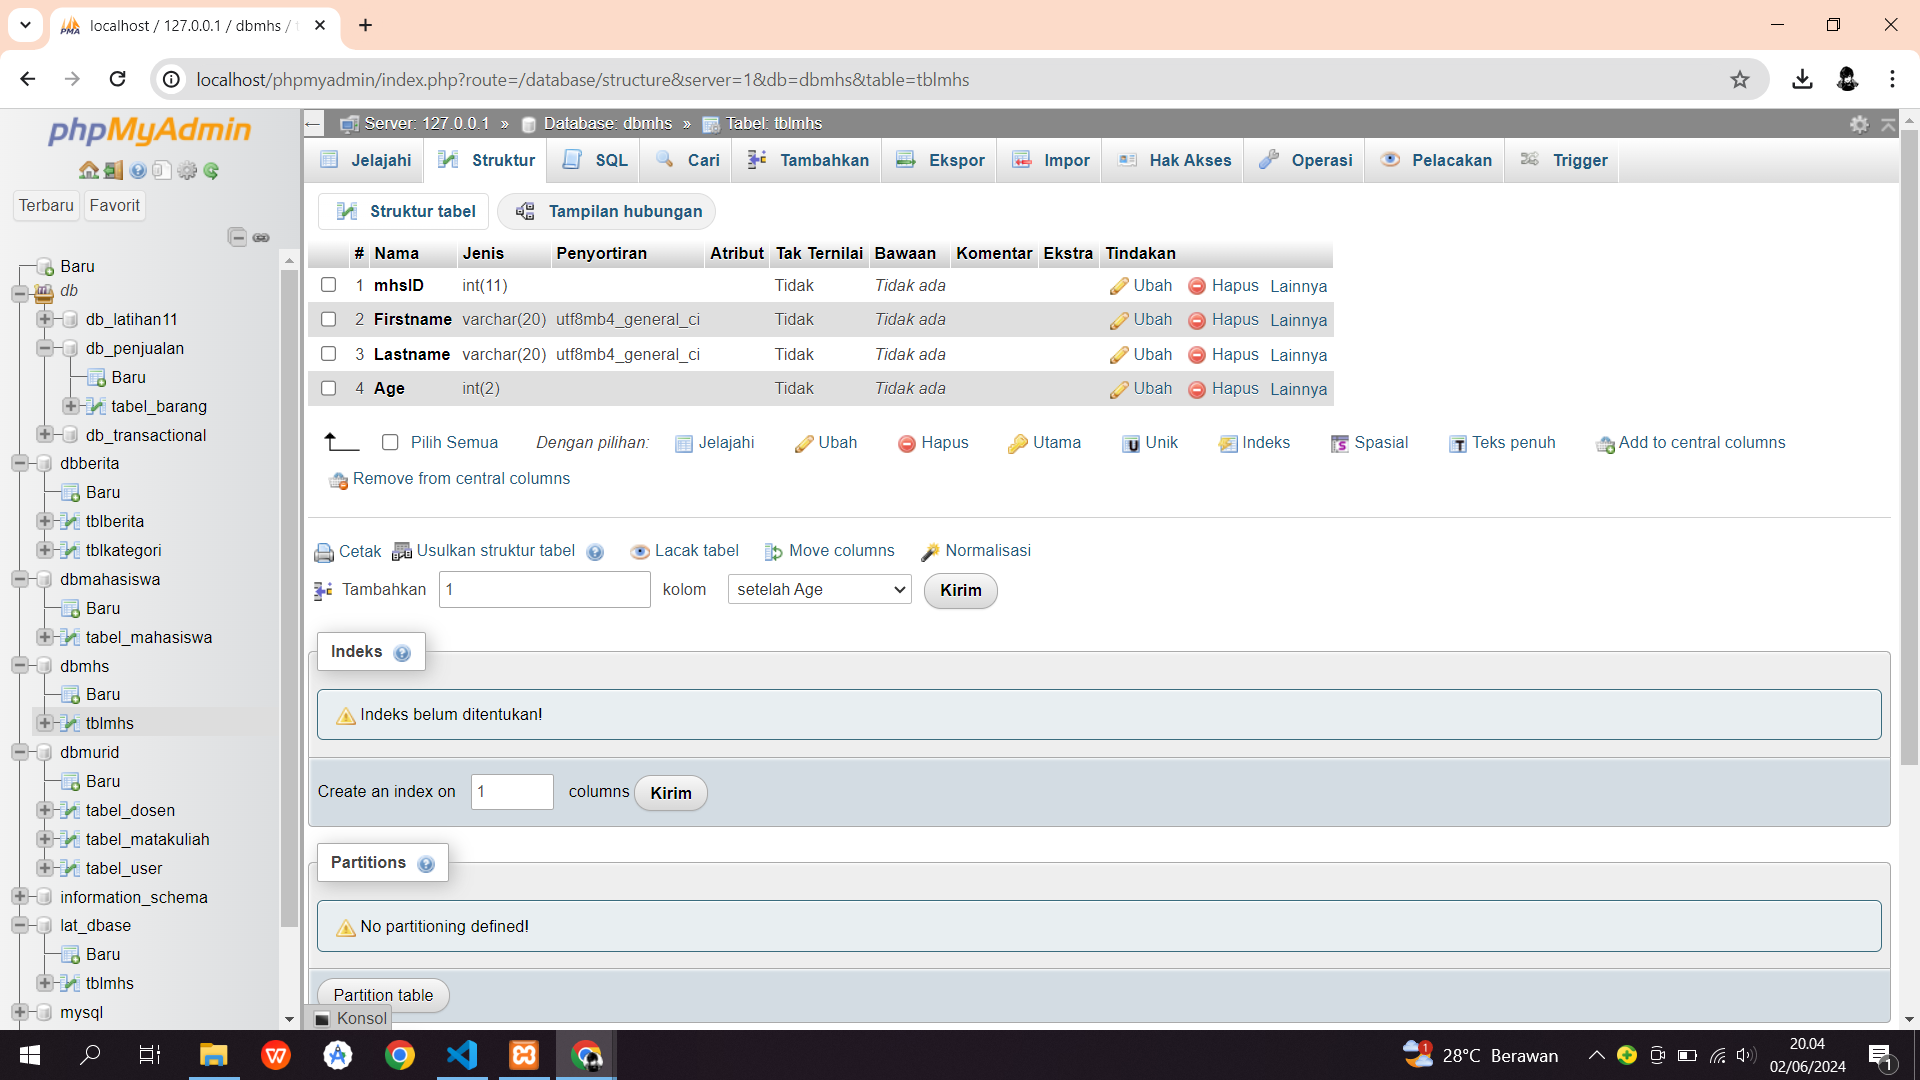 localhost / 127.0.0.1 / dbmhs / t
localhost/phpmyadmin/index.php?route=/database/structure&server=1&db=dbmhs&table=tblmhs
phpMyAdmin
Terbaru Favorit
Baru
db
db_latihan11
db_penjualan
Baru
tabel_barang
db_transactional
dbberita
Baru
tblberita
tblkategori
dbmahasiswa
Baru
tabel_mahasiswa
dbmhs
Baru
tblmhs
dbmurid
Baru
tabel_dosen
tabel_matakuliah
tabel_user
information_schema
lat_dbase
Baru
tblmhs
mysql
Server: 127.0.0.1 » Database: dbmhs » Tabel: tblmhs
Jelajahi Struktur SQL Cari Tambahkan Ekspor Impor Hak Akses Operasi Pelacakan Trigger
Struktur tabel Tampilan hubungan
# Nama Jenis Penyortiran Atribut Tak Ternilai Bawaan Komentar Ekstra Tindakan
1 mhsID int(11) Tidak Tidak ada Ubah Hapus Lainnya
2 Firstname varchar(20) utf8mb4_general_ci Tidak Tidak ada Ubah Hapus Lainnya
3 Lastname varchar(20) utf8mb4_general_ci Tidak Tidak ada Ubah Hapus Lainnya
4 Age int(2) Tidak Tidak ada Ubah Hapus Lainnya
Pilih Semua Dengan pilihan: Jelajahi Ubah Hapus Utama Unik Indeks Spasial Teks penuh Add to central columns
Remove from central columns
Cetak Usulkan struktur tabel Lacak tabel Move columns Normalisasi
Tambahkan 1 kolom setelah Age Kirim
Indeks
Indeks belum ditentukan!
Create an index on 1 columns Kirim
Partitions
No partitioning defined!
Partition table
Konsol
28°C Berawan
20.04
02/06/2024
1